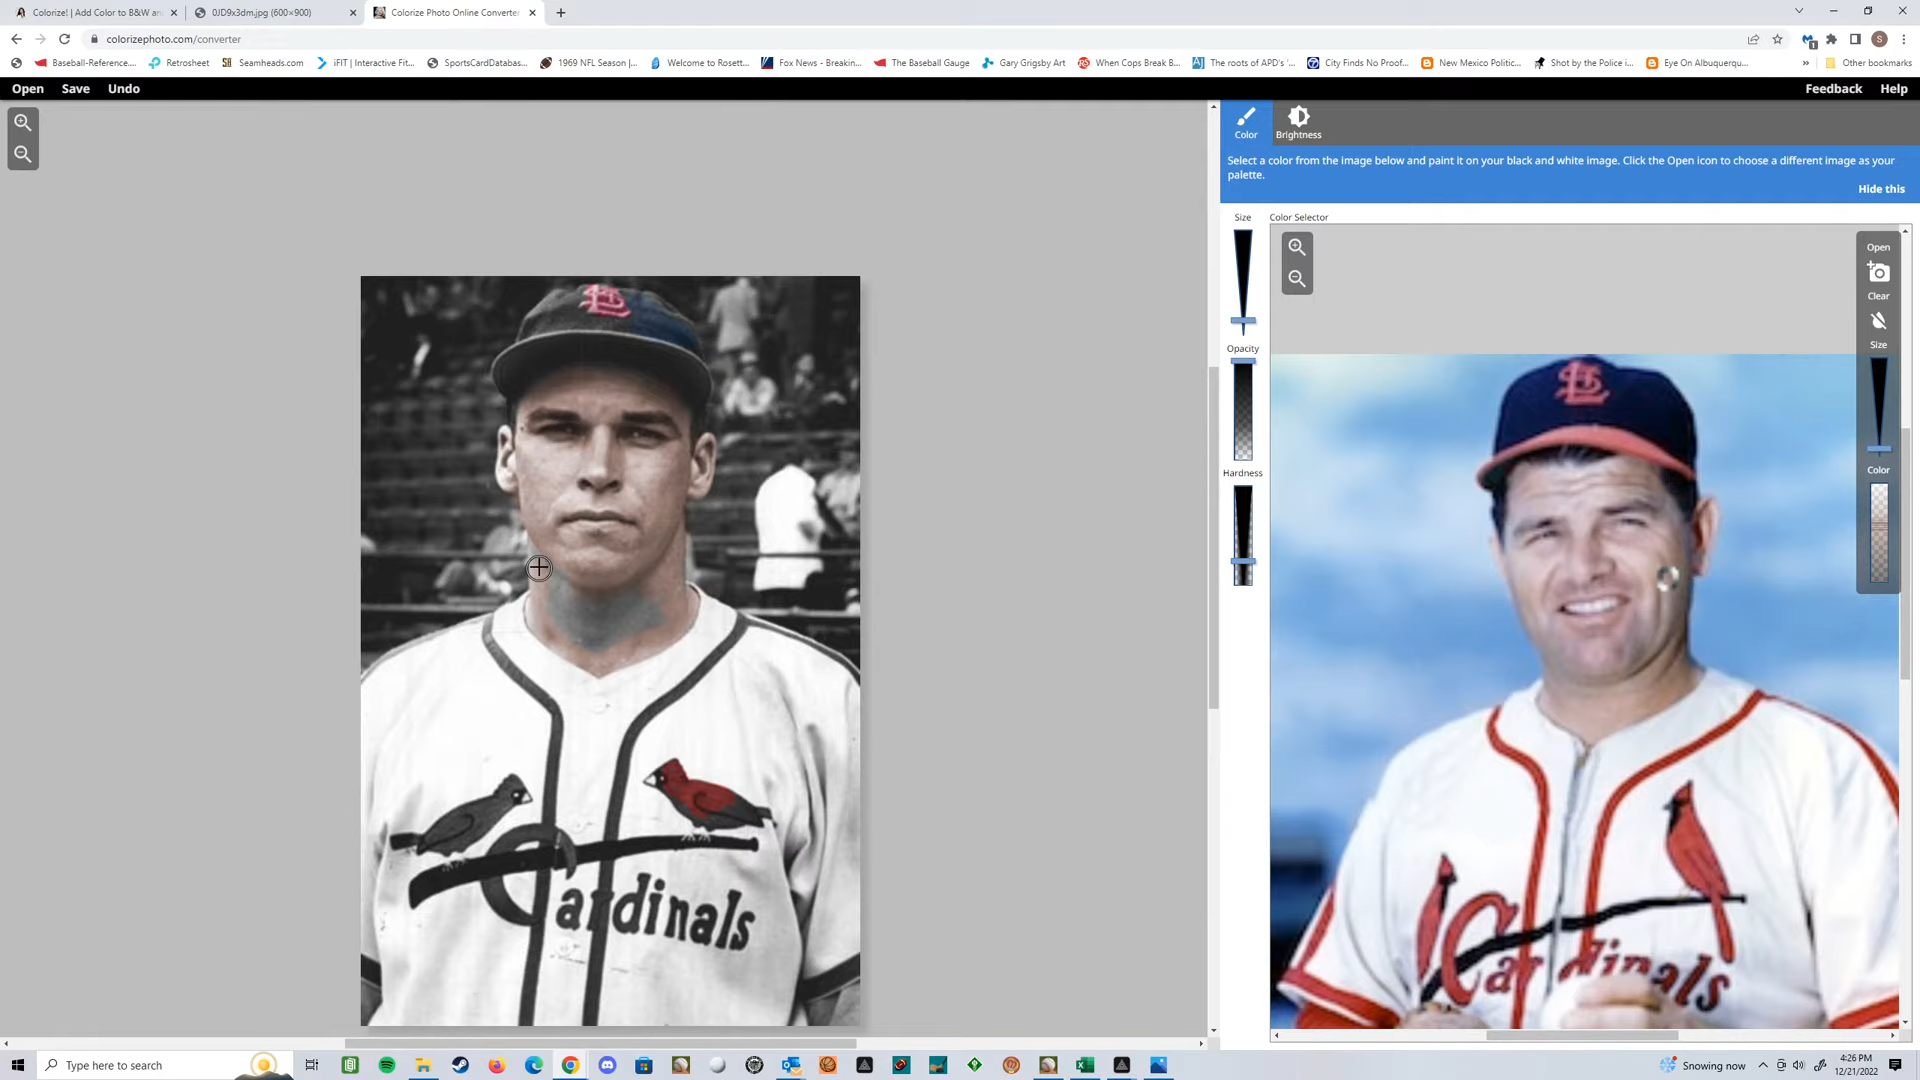 Colorize! | Add Color to B&W an
0JD9x3dm.jpg (600×900)
Colorize Photo Online Converter
colorizephoto.com/converter
S
Baseball-Reference....
Retrosheet
Seamheads.com
iFIT | Interactive Fit...
SportsCardDatabas...
1969 NFL Season |...
Welcome to Rosett...
Fox News - Breakin...
The Baseball Gauge
Gary Grigsby Art
When Cops Break B...
The roots of APD's '...
City Finds No Proof...
New Mexico Politic...
Shot by the Police i...
Eye On Albuquerqu...
»
Other bookmarks
Open Save Undo
Feedback Help
Color
Brightness
Select a color from the image below and paint it on your black and white image. Click the Open icon to choose a different image as your
palette.
Hide this
Size
Color Selector
Opacity
Hardness
Open
Clear
Size
Color
StL
Cardinals
StL
Cardinals
Type here to search
Snowing now
4:26 PM
12/21/2022